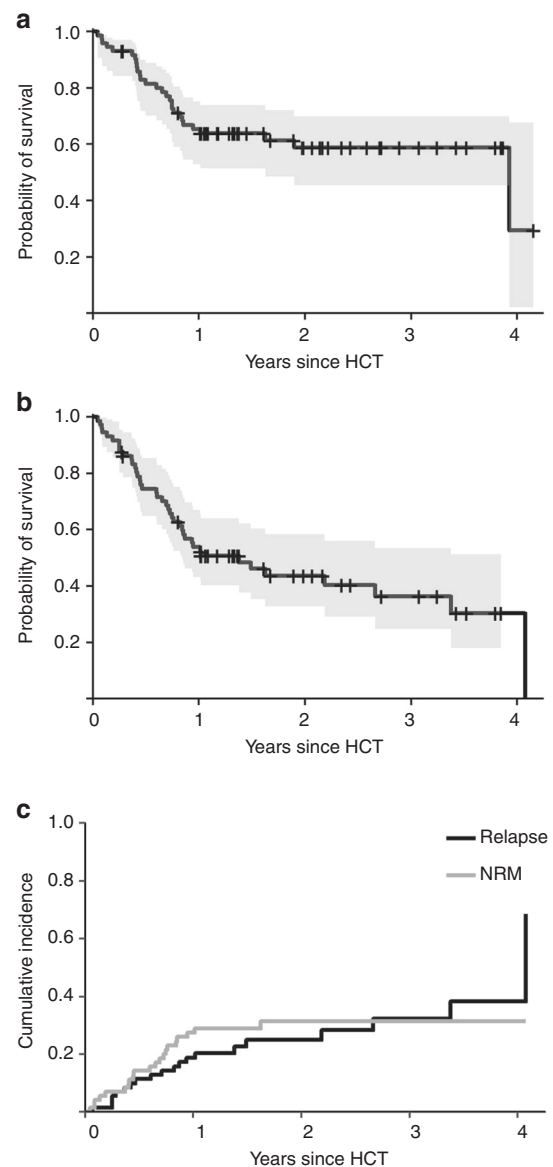 a
1.0
0.8
0.6
0.4
0.2
Probability of survival
0 1 2 3 4
Years since HCT
b
1.0
0.8
0.6
0.4
0.2
Probability of survival
0 1 2 3 4
Years since HCT
c
1.0
0.8
0.6
0.4
0.2
Cumulative incidence
Relapse
NRM
0 1 2 3 4
Years since HCT